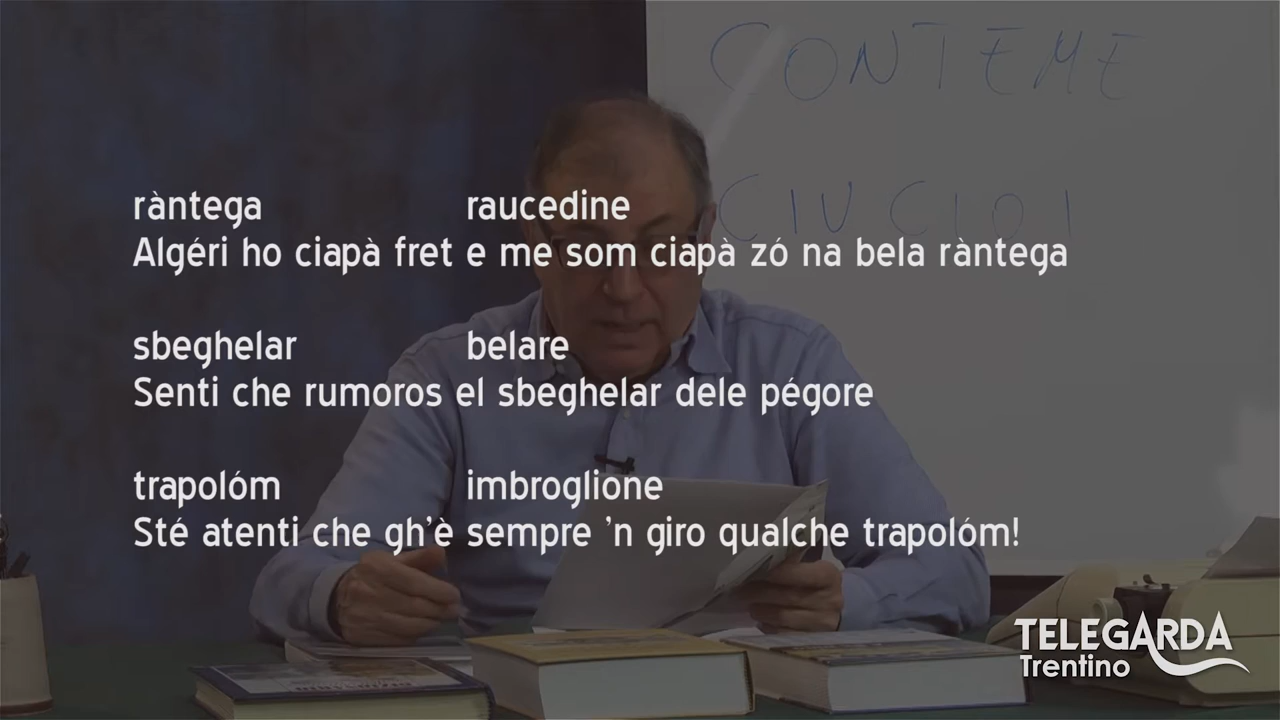 CONTEME
CIUCIOI
ràntega raucedine
Algéri ho ciapà fret e me som ciapà zó na bela ràntega
sbeghelar belare
Senti che rumoros el sbeghelar dele pégore
trapolóm imbroglione
Sté atenti che gh'è sempre 'n giro qualche trapolóm!
TELEGARDA
Trentino